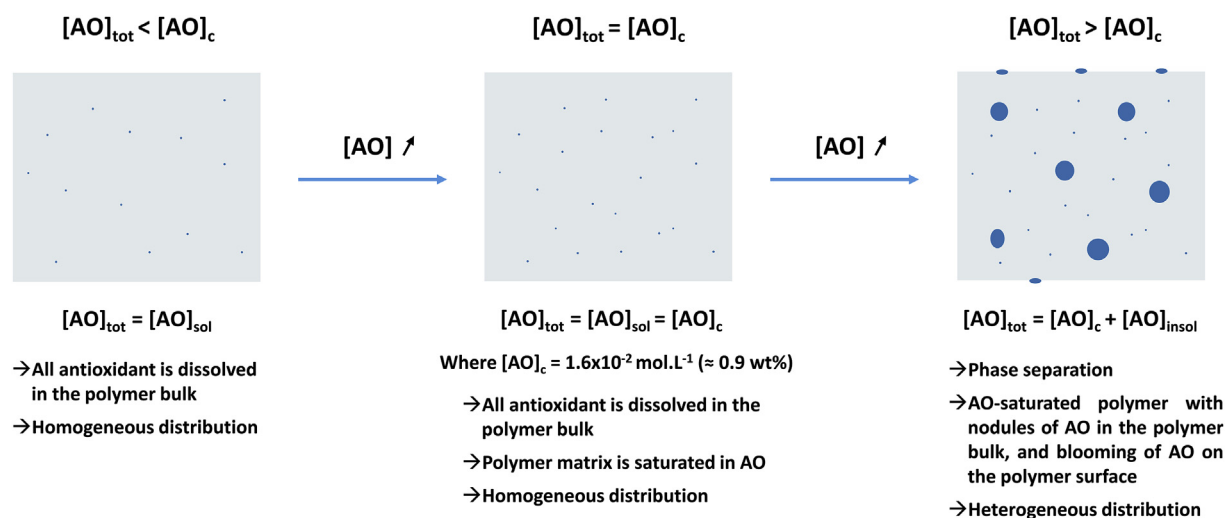 [AO]tot < [AO]c
[AO]tot = [AO]c
[AO]tot > [AO]c
[AO] ↗
[AO] ↗
[AO]tot = [AO]sol
→All antioxidant is dissolved
in the polymer bulk
→Homogeneous distribution
[AO]tot = [AO]sol = [AO]c
Where [AO]c = 1.6x10-2 mol.L-1 (≈ 0.9 wt%)
→All antioxidant is dissolved in the
polymer bulk
→Polymer matrix is saturated in AO
→Homogeneous distribution
[AO]tot = [AO]c + [AO]insol
→Phase separation
→AO-saturated polymer with
nodules of AO in the polymer
bulk, and blooming of AO on
the polymer surface
→Heterogeneous distribution